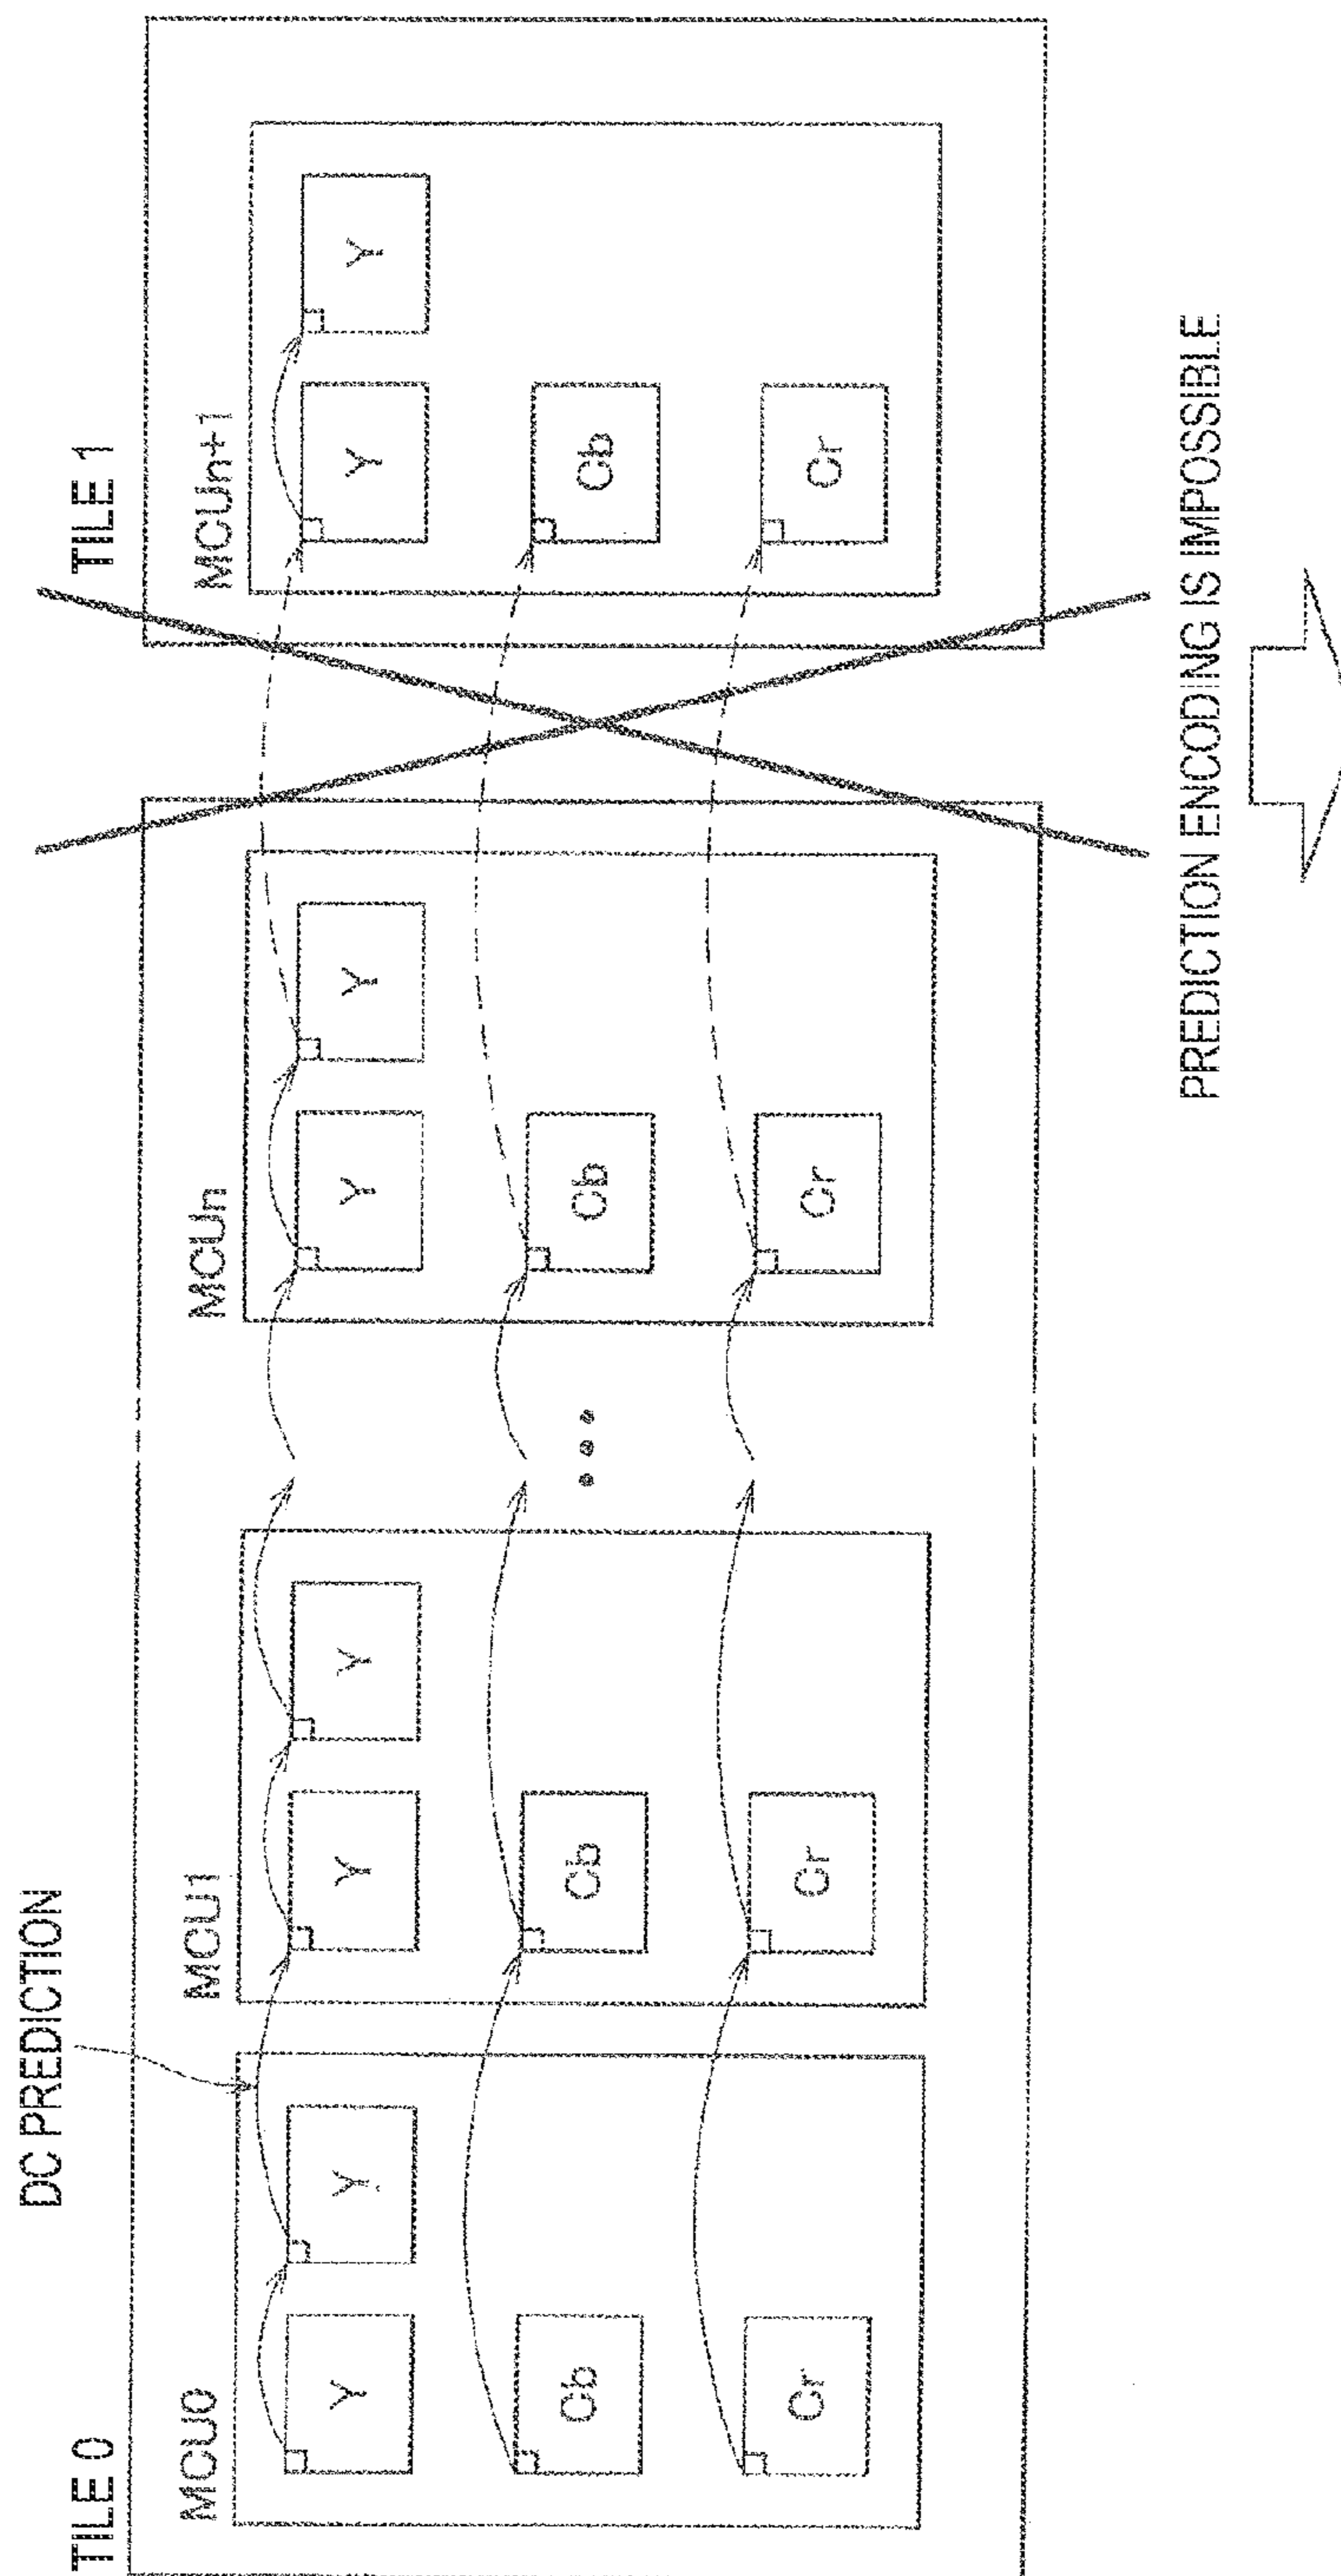 DC PREDICTION
TILE 0
TILE 1
MCU0
MCU1
MCUn
MCUn+1
Y Y Y Y Y Y Y Y
Cb Cb • • • Cb Cb
Cr Cr Cr Cr
PREDICTION ENCODING IS IMPOSSIBLE